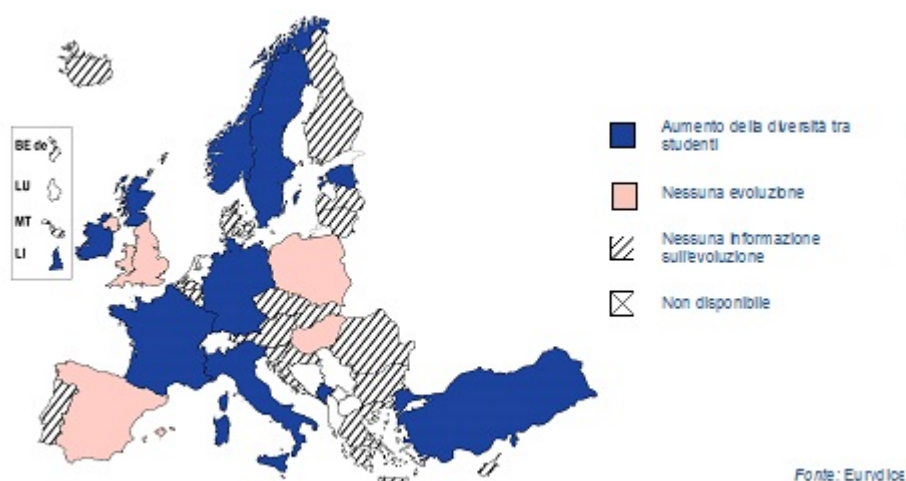 BE de
LU
MT
LI
Aumento della diversità tra
studenti
Nessuna evoluzione
Nessuna informazione
sull'evoluzione
Non disponibile
Fonte: